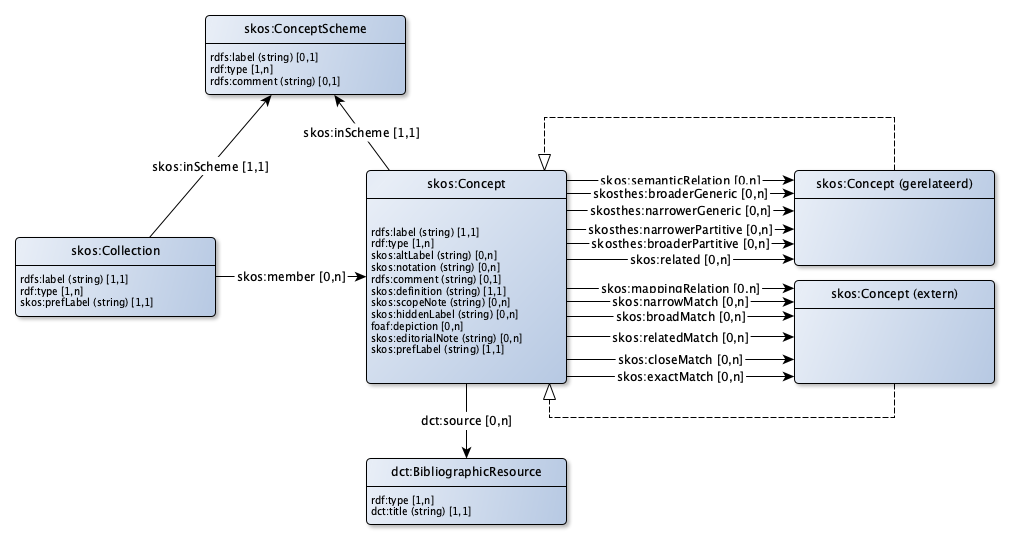 skos:ConceptScheme
rdfs:label (string) [0,1]
rdf:type [1,n]
rdfs:comment (string) [0,1]
skos:inScheme [1,1]
skos:inScheme [1,1]
skos:Collection
rdfs:label (string) [1,1]
rdf:type [1,n]
skos:prefLabel (string) [1,1]
skos:member [0,n]
skos:Concept
rdfs:label (string) [1,1]
rdf:type [1,n]
skos:altLabel (string) [0,n]
skos:notation (string) [0,n]
rdfs:comment (string) [0,1]
skos:definition (string) [1,1]
skos:scopeNote (string) [0,n]
skos:hiddenLabel (string) [0,n]
foaf:depiction [0,n]
skos:editorialNote (string) [0,n]
skos:prefLabel (string) [1,1]
skos:semanticRelation [0,n]
skosthes:broaderGeneric [0,n]
skosthes:narrowerGeneric [0,n]
skosthes:narrowerPartitive [0,n]
skosthes:broaderPartitive [0,n]
skos:related [0,n]
skos:Concept (gerelateerd)
skos:mappingRelation [0,n]
skos:narrowMatch [0,n]
skos:broadMatch [0,n]
skos:relatedMatch [0,n]
skos:closeMatch [0,n]
skos:exactMatch [0,n]
skos:Concept (extern)
dct:source [0,n]
dct:BibliographicResource
rdf:type [1,n]
dct:title (string) [1,1]